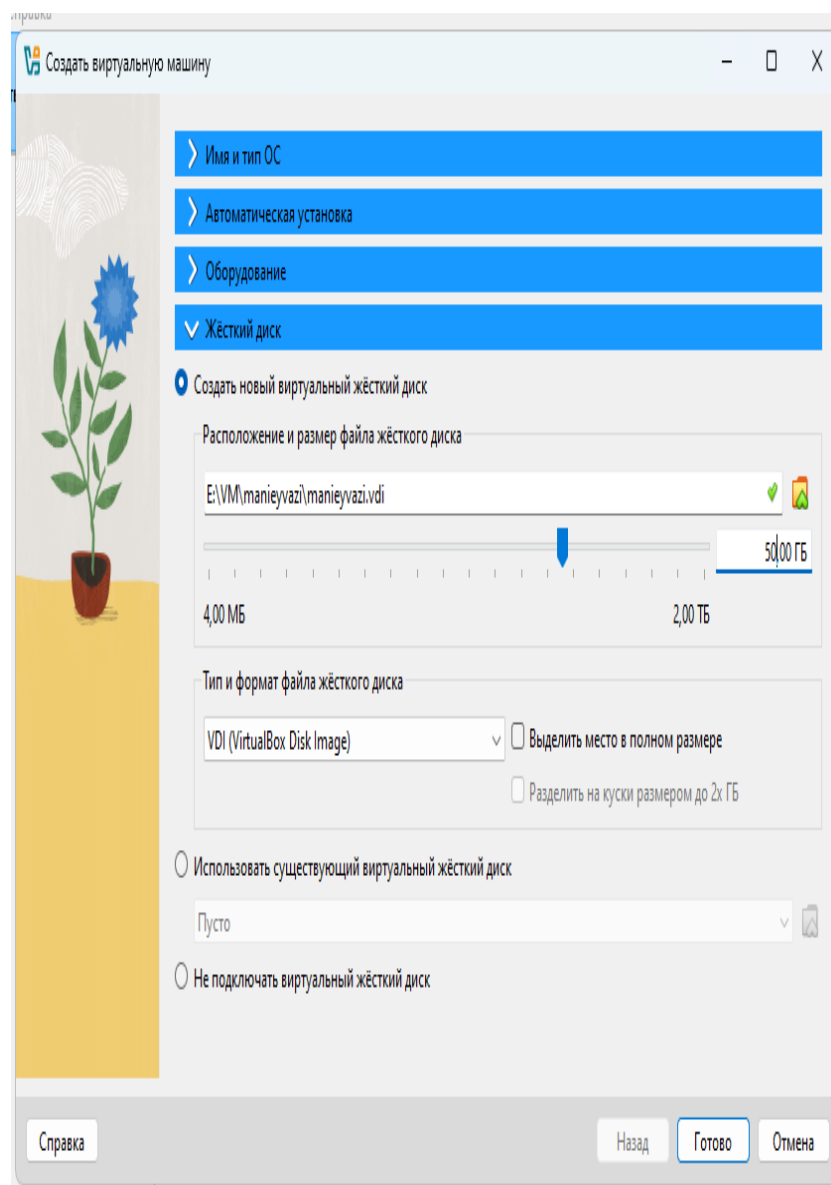 Создать виртуальную машину
Имя и тип ОС
Автоматическая установка
Оборудование
Жёсткий диск
Создать новый виртуальный жёсткий диск
Расположение и размер файла жёсткого диска
E:\VM\manieyvazi\manieyvazi.vdi
50,00 ГБ
4,00 МБ
2,00 ТБ
Тип и формат файла жёсткого диска
VDI (VirtualBox Disk Image)
Выделить место в полном размере
Разделить на куски размером до 2х ГБ
Использовать существующий виртуальный жёсткий диск
Пусто
Не подключать виртуальный жёсткий диск
Справка
Назад
Готово
Отмена